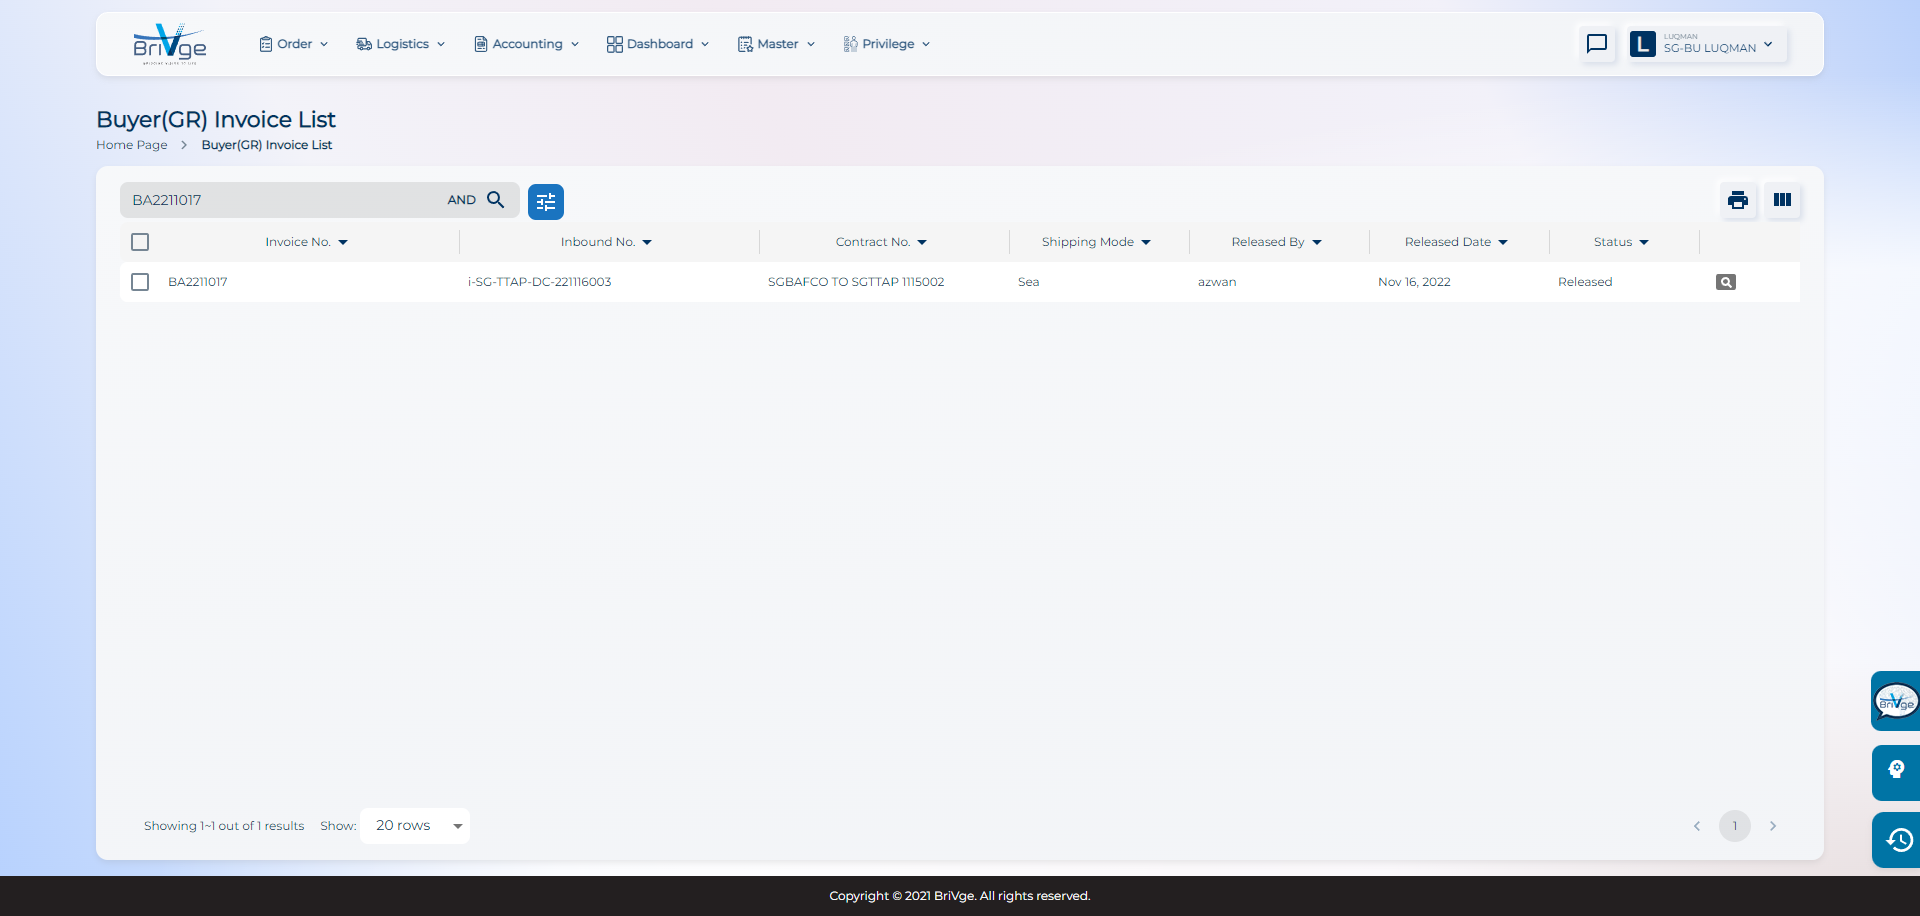 BriVge
Order
Logistics
Accounting
Dashboard
Master
Privilege
L
LUQMAN
SG-BU LUQMAN
Buyer(GR) Invoice List
Home Page > Buyer(GR) Invoice List
BA2211017 AND
Invoice No. Inbound No. Contract No. Shipping Mode Released By Released Date Status
BA2211017 i-SG-TTAP-DC-221116003 SGBAFCO TO SGTTAP 1115002 Sea azwan Nov 16, 2022 Released
BriVge
Showing 1~1 out of 1 results Show: 20 rows
1
Copyright © 2021 BriVge. All rights reserved.